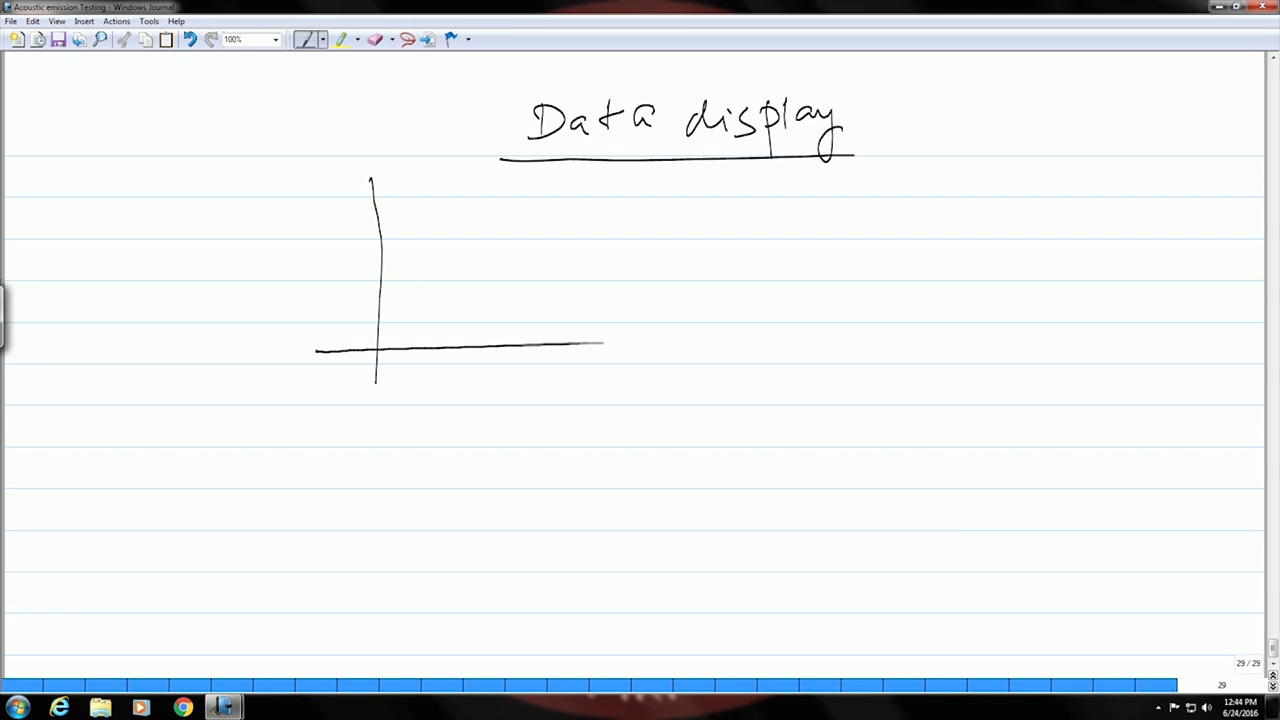 Acoustic emission Testing - Windows Journal
File Edit View Insert Actions Tools Help
100%
Data display
29 / 29
29
12:44 PM
6/24/2016